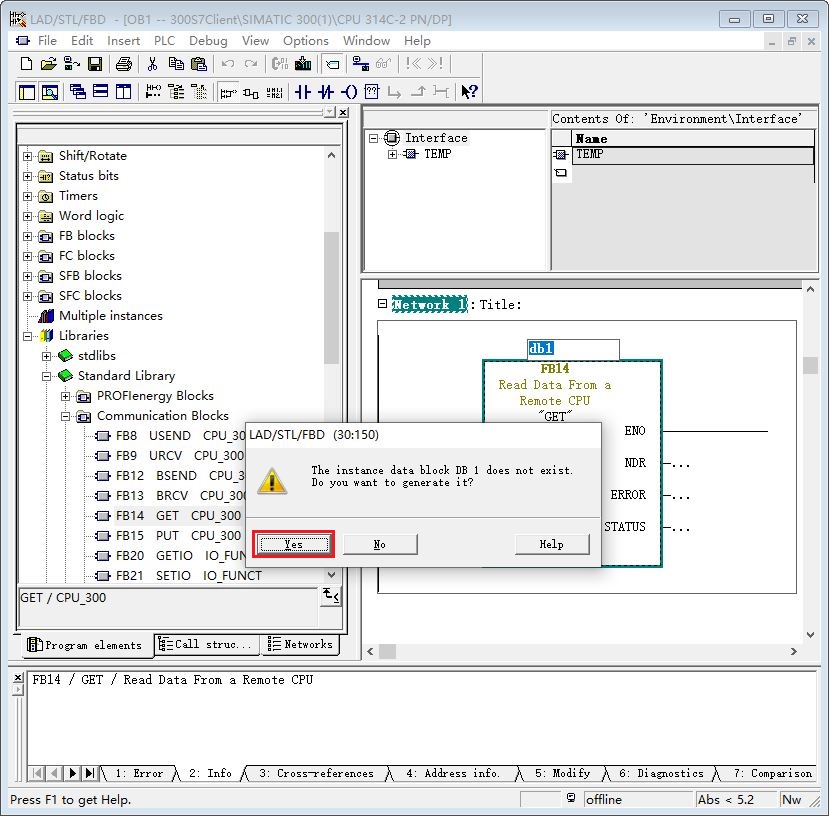 LAD/STL/FBD - [OB1 -- 300S7Client\SIMATIC 300(1)\CPU 314C-2 PN/DP]
File Edit Insert PLC Debug View Options Window Help
Shift/Rotate
Status bits
Timers
Word logic
FB blocks
FC blocks
SFB blocks
SFC blocks
Multiple instances
Libraries
stdlibs
Standard Library
PROFIenergy Blocks
Communication Blocks
FB8 USEND CPU_30
FB9 URCV CPU_30
FB12 BSEND CPU_3
FB13 BRCV CPU_30
FB14 GET CPU_300
FB15 PUT CPU_300
FB20 GETIO IO_FUN
FB21 SETIO IO_FUNCT
GET / CPU_300
Program elements
Call struc...
Networks
Interface
TEMP
Contents Of: 'Environment\Interface'
Name
TEMP
Network 1: Title:
db1
FB14
Read Data From a
Remote CPU
"GET"
ENO
NDR ...
ERROR ...
STATUS ...
LAD/STL/FBD (30:150)
The instance data block DB 1 does not exist.
Do you want to generate it?
Yes
No
Help
FB14 / GET / Read Data From a Remote CPU
1: Error 2: Info 3: Cross-references 4: Address info. 5: Modify 6: Diagnostics 7: Comparison
Press F1 to get Help.
offline
Abs < 5.2
Nw